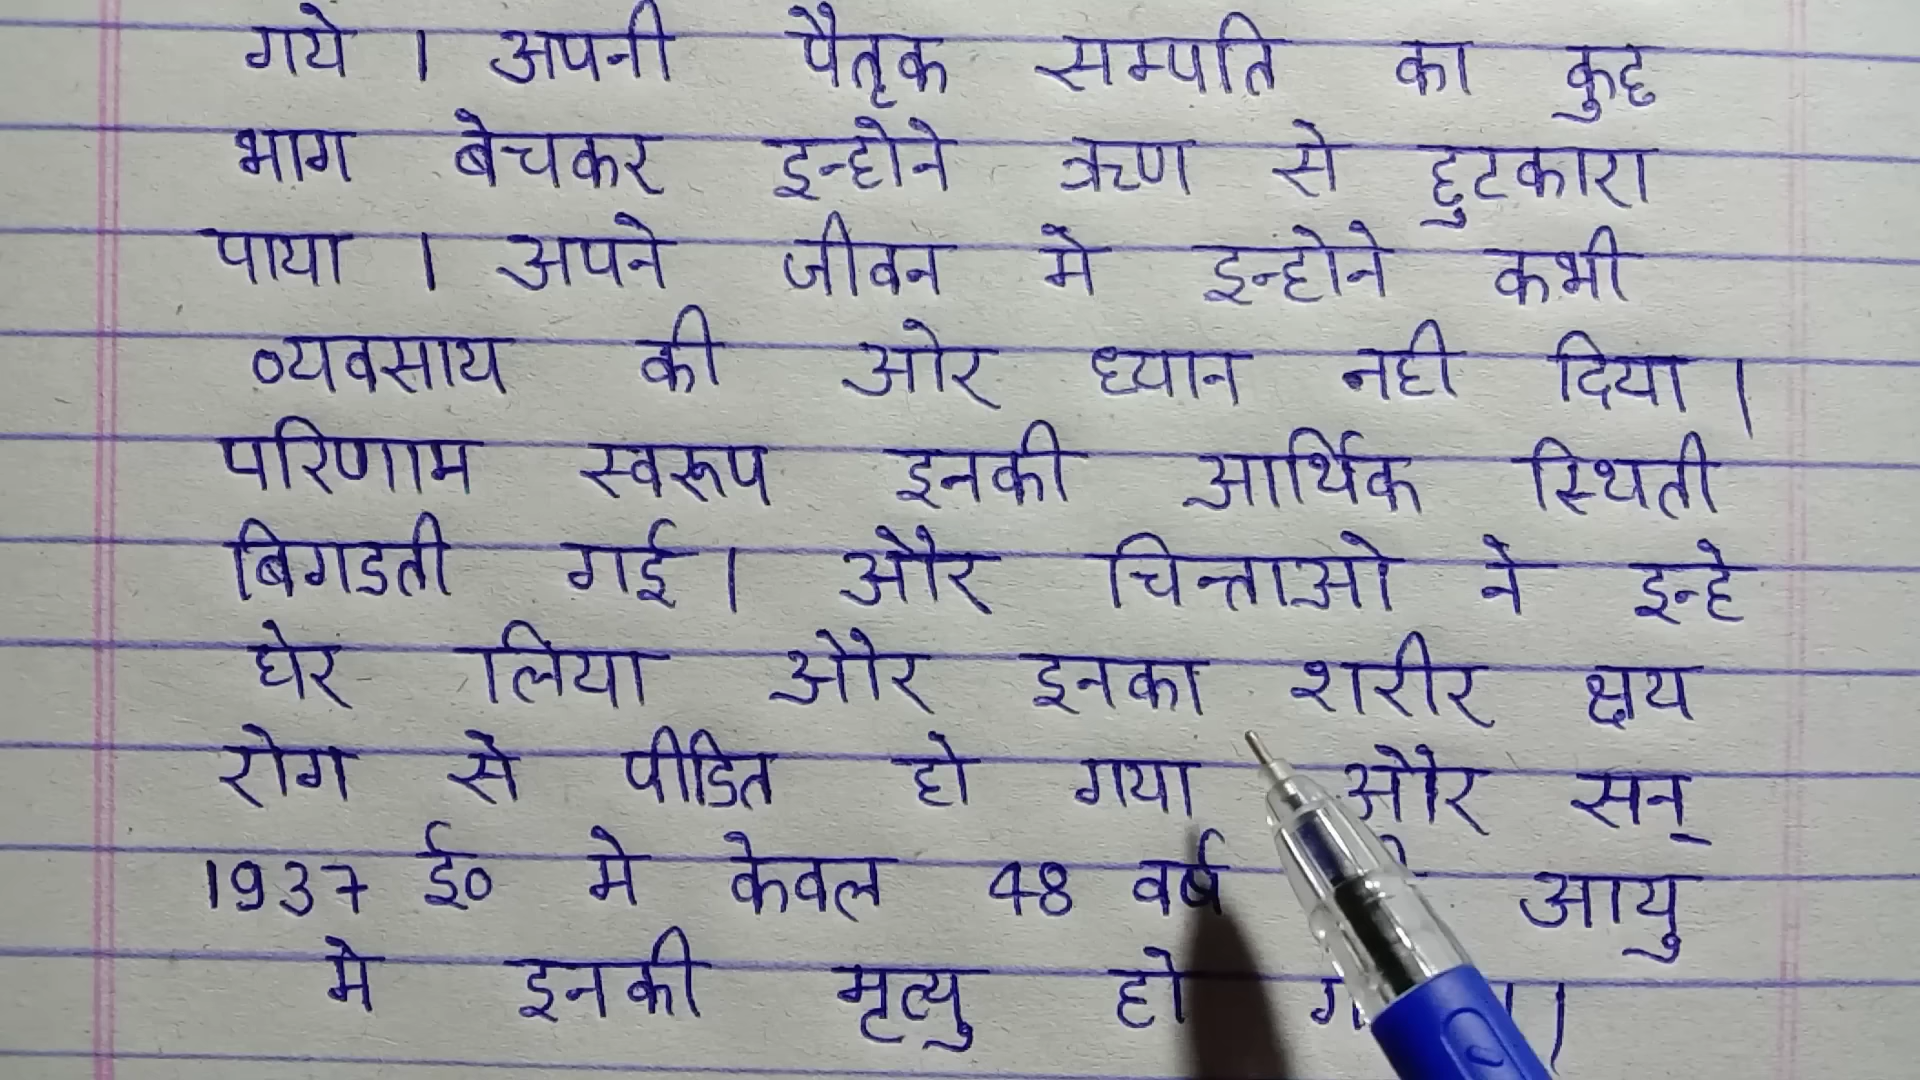 गये । अपनी पैतृक सम्पति का कुछ
भाग बेचकर इन्होने ऋण से छुटकारा
पाया । अपने जीवन मे इन्होने कभी
व्यवसाय की ओर ध्यान नही दिया ।
परिणाम स्वरूप इनकी आर्थिक स्थिती
बिगडती गई । और चिन्ताओ ने इन्हे
घेर लिया और इनका शरीर क्षय
रोग से पीडित हो गया और सन्
1937 ई० मे केवल 48 वर्ष आयु
मे इनकी मृत्यु हो